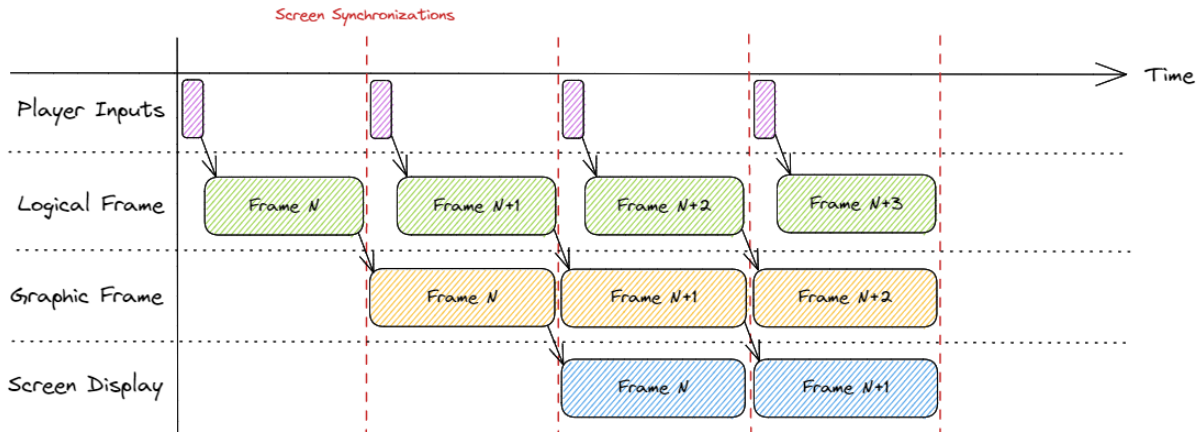 Screen Synchronizations
Time
Player Inputs
Logical Frame
Frame N
Frame N+1
Frame N+2
Frame N+3
Graphic Frame
Frame N
Frame N+1
Frame N+2
Screen Display
Frame N
Frame N+1